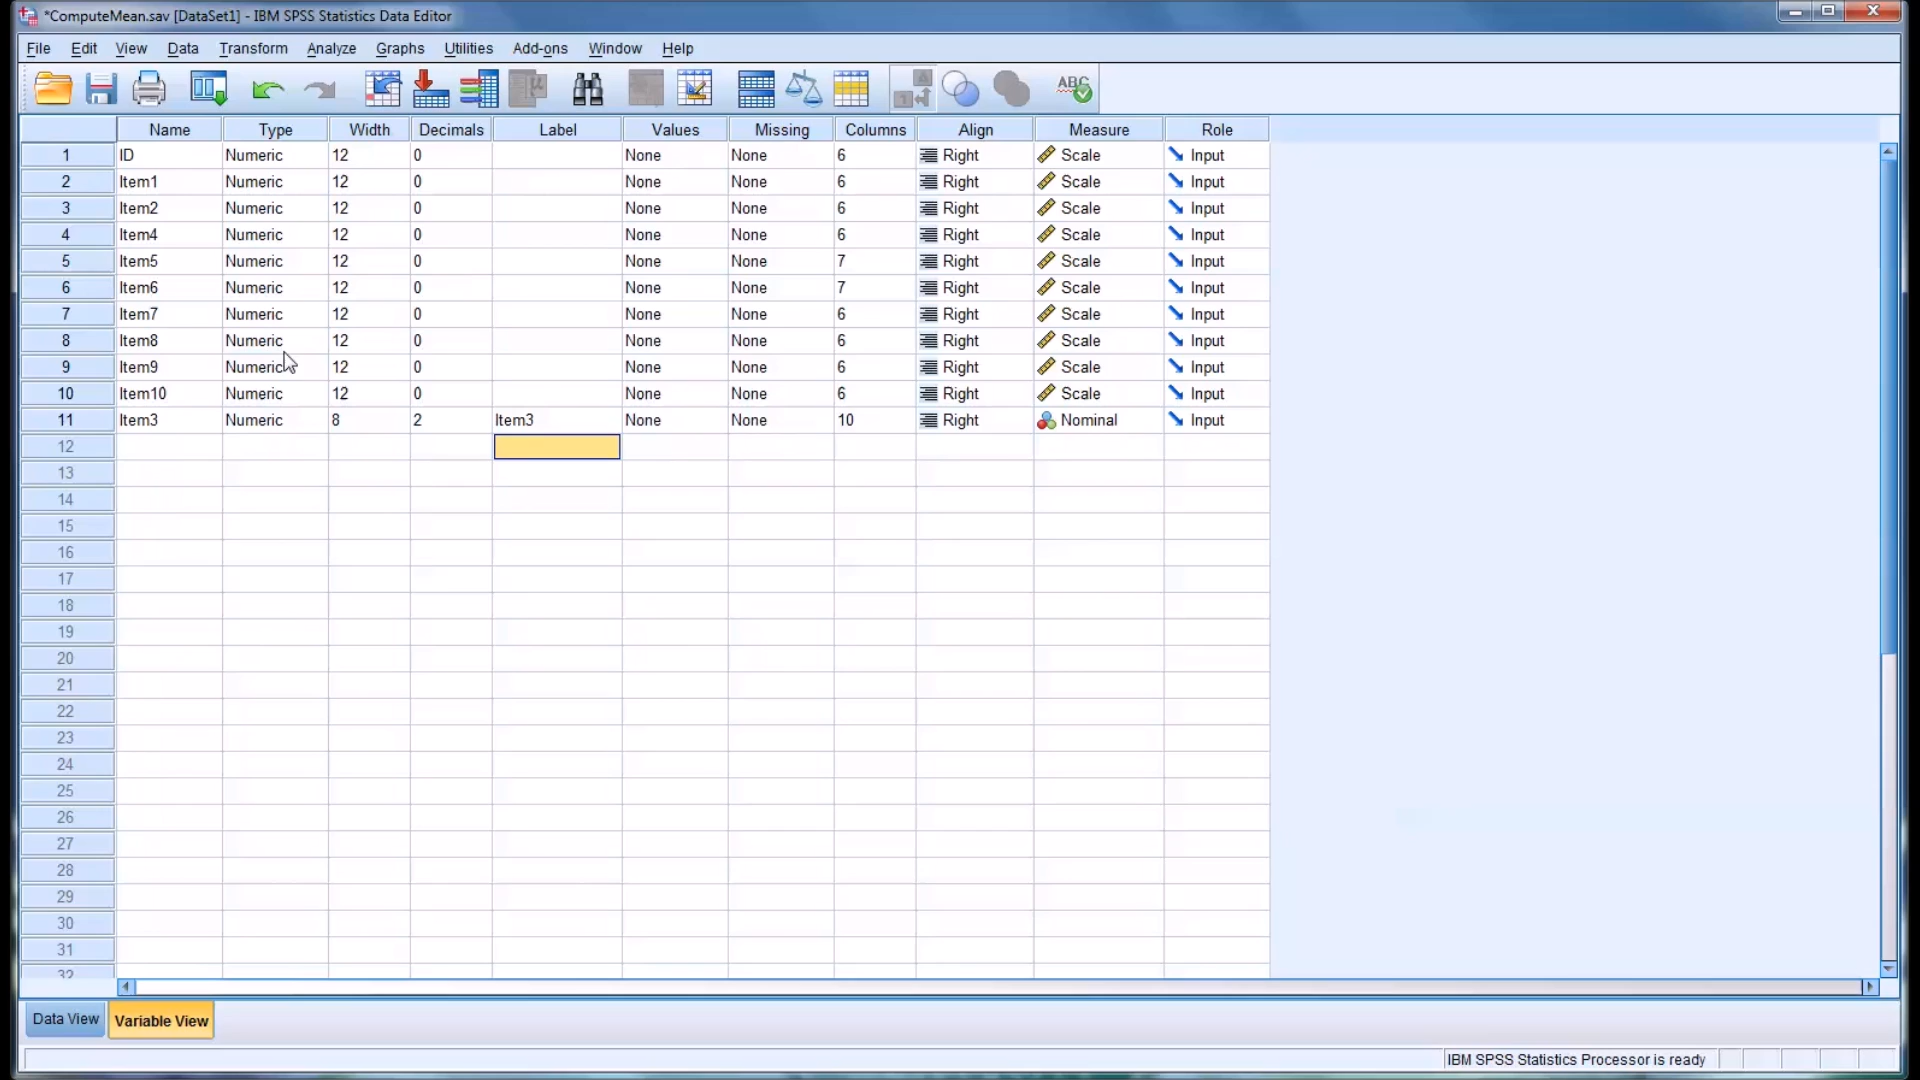 *ComputeMean.sav [DataSet1] - IBM SPSS Statistics Data Editor
File Edit View Data Transform Analyze Graphs Utilities Add-ons Window Help
ABC
Name Type Width Decimals Label Values Missing Columns Align Measure Role
1 ID Numeric 12 0 None None 6 Right Scale Input
2 Item1 Numeric 12 0 None None 6 Right Scale Input
3 Item2 Numeric 12 0 None None 6 Right Scale Input
4 Item4 Numeric 12 0 None None 6 Right Scale Input
5 Item5 Numeric 12 0 None None 7 Right Scale Input
6 Item6 Numeric 12 0 None None 7 Right Scale Input
7 Item7 Numeric 12 0 None None 6 Right Scale Input
8 Item8 Numeric 12 0 None None 6 Right Scale Input
9 Item9 Numeric 12 0 None None 6 Right Scale Input
10 Item10 Numeric 12 0 None None 6 Right Scale Input
11 Item3 Numeric 8 2 Item3 None None 10 Right Nominal Input
12
13
14
15
16
17
18
19
20
21
22
23
24
25
26
27
28
29
30
31
32
Data View Variable View
IBM SPSS Statistics Processor is ready